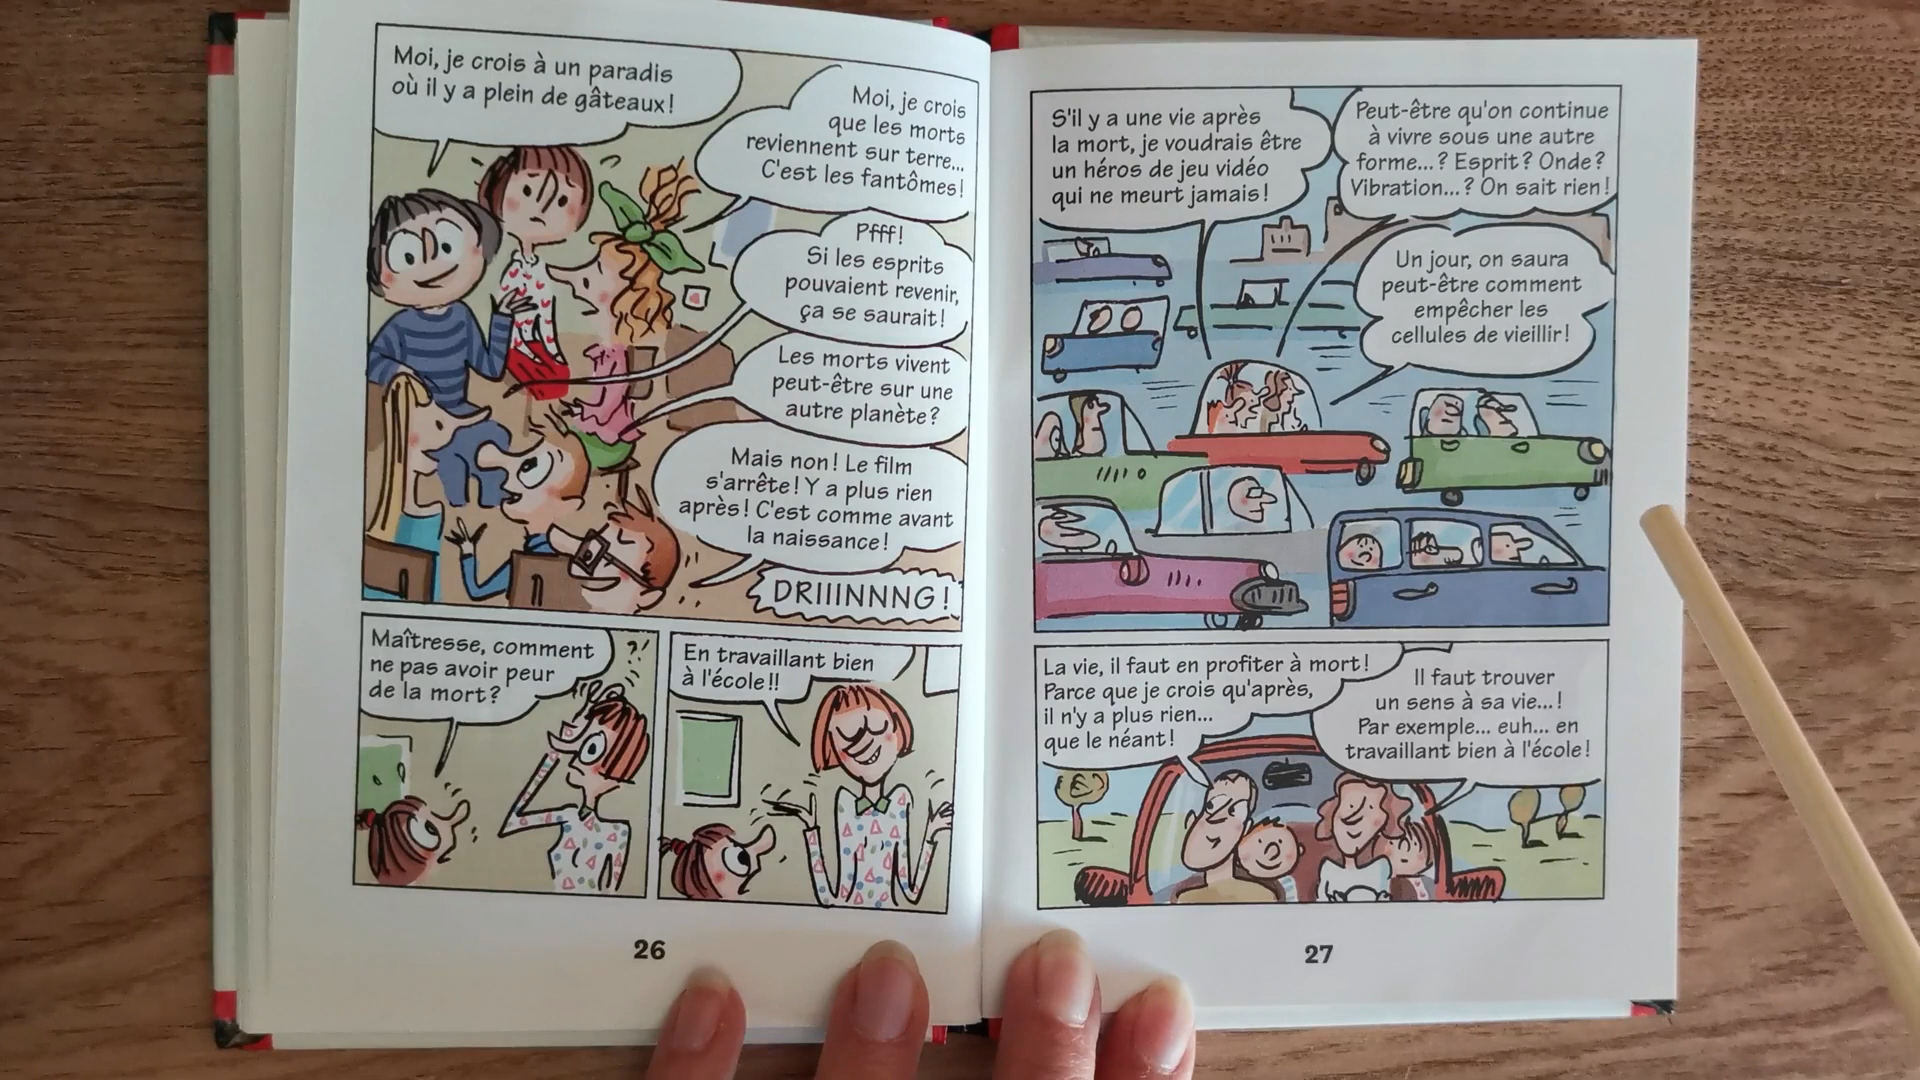 Moi, je crois à un paradis
où il y a plein de gâteaux!
Moi, je crois
que les morts
reviennent sur terre...
C'est les fantômes!
Pfff!
Si les esprits
pouvaient revenir,
ça se saurait!
Les morts vivent
peut-être sur une
autre planète?
Mais non! Le film
s'arrête! Y a plus rien
après! C'est comme avant
la naissance!
DRIIINNNG!
Maîtresse, comment
ne pas avoir peur
de la mort?
?!
En travaillant bien
à l'école!!
26
S'il y a une vie après
la mort, je voudrais être
un héros de jeu vidéo
qui ne meurt jamais!
Peut-être qu'on continue
à vivre sous une autre
forme...? Esprit? Onde?
Vibration...? On sait rien!
Un jour, on saura
peut-être comment
empêcher les
cellules de vieillir!
La vie, il faut en profiter à mort!
Parce que je crois qu'après,
il n'y a plus rien...
que le néant!
Il faut trouver
un sens à sa vie...!
Par exemple... euh... en
travaillant bien à l'école!
27